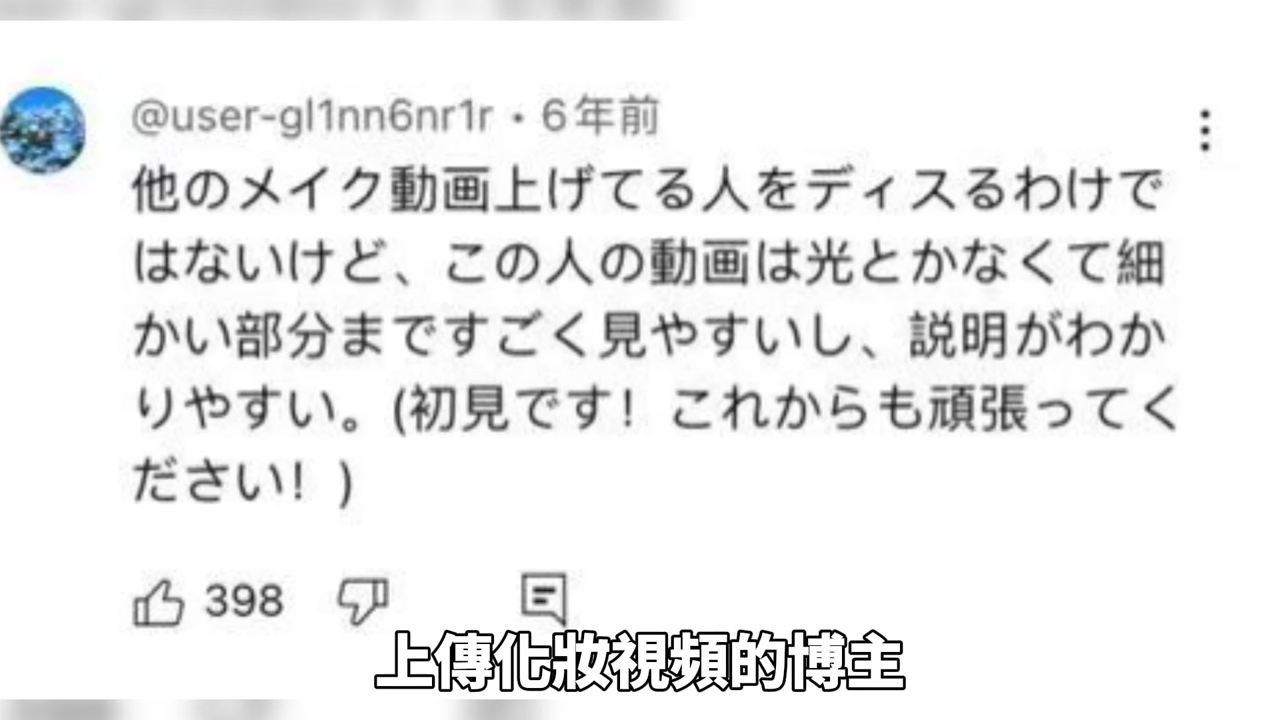 @user-gl1nn6nr1r・6年前
他のメイク動画上げてる人をディスるわけで
はないけど、この人の動画は光とかなくて細
かい部分まですごく見やすいし、説明がわか
りやすい。(初見です！これからも頑張ってく
ださい！)
398
上傳化妝視頻的博主